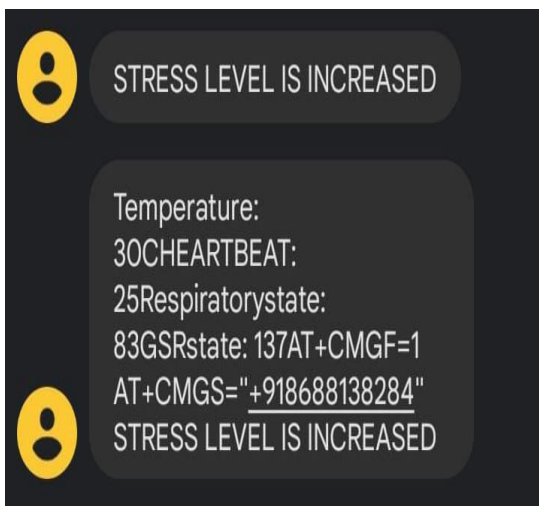 STRESS LEVEL IS INCREASED
Temperature:
30CHEARTBEAT:
25Respiratorystate:
83GSRstate: 137AT+CMGF=1
AT+CMGS="+918688138284"
STRESS LEVEL IS INCREASED